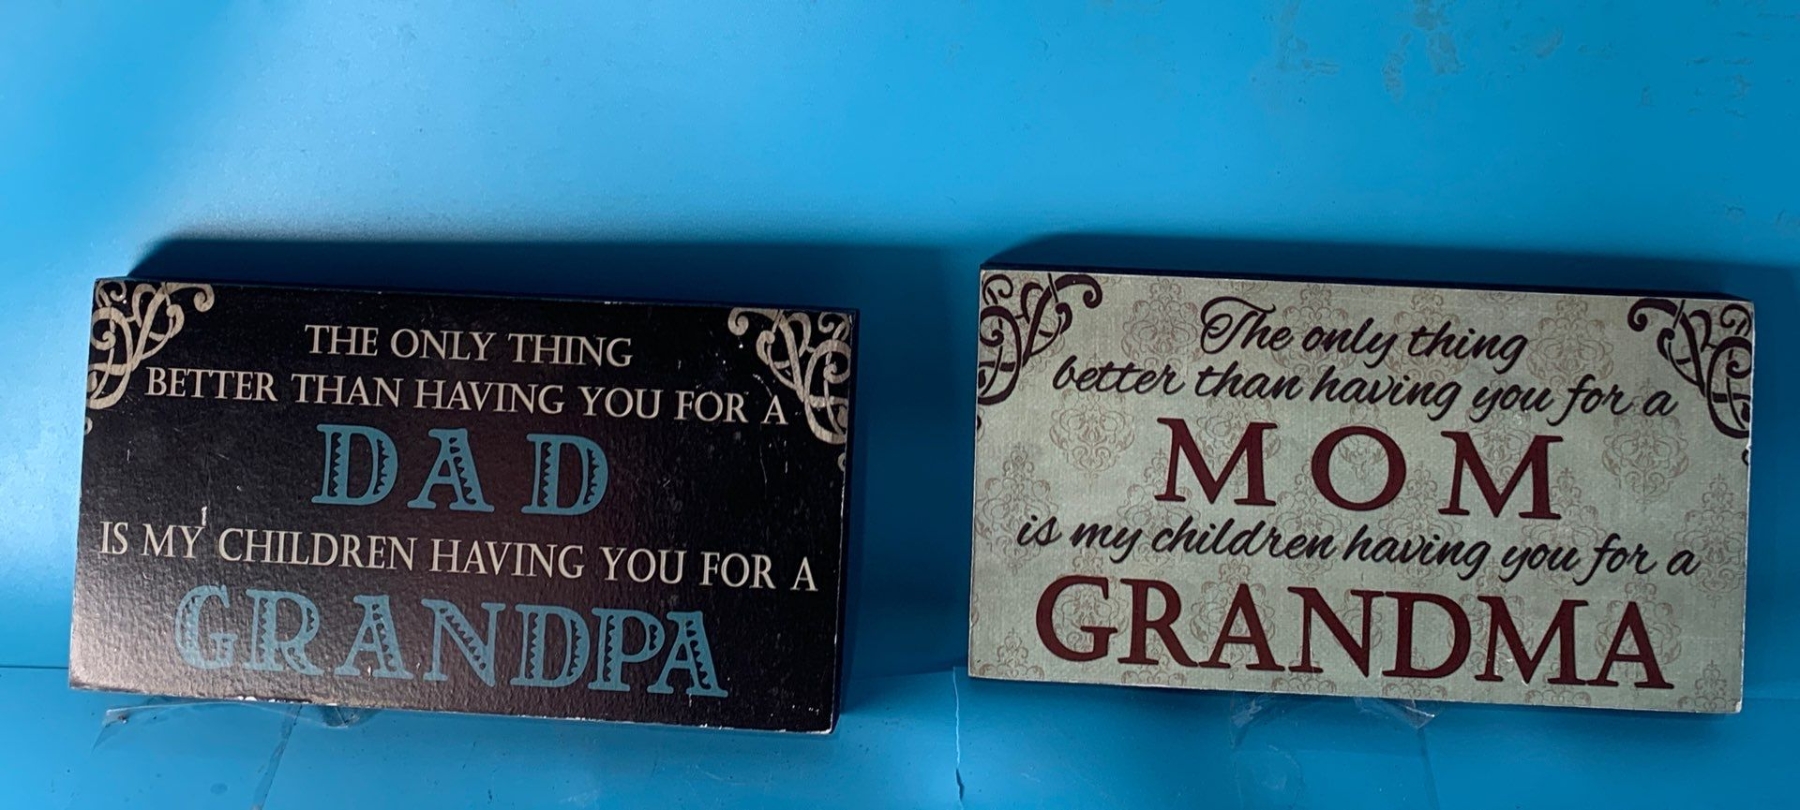 THE ONLY THING
BETTER THAN HAVING YOU FOR A
DAD
IS MY CHILDREN HAVING YOU FOR A
GRANDPA
The only thing
better than having you for a
MOM
is my children having you for a
GRANDMA